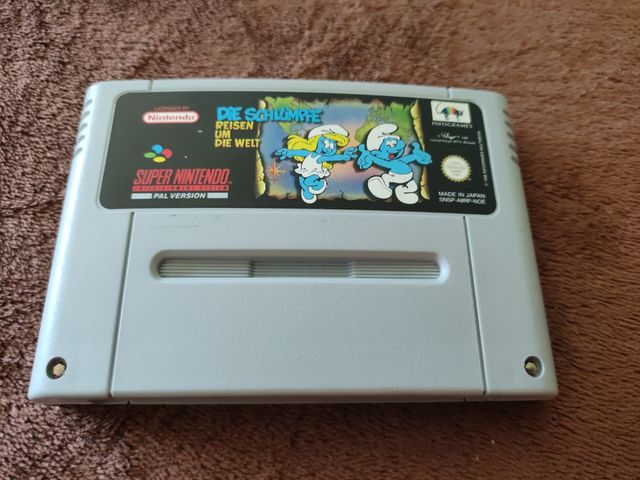 LICENSED BY
Nintendo
SUPER NINTENDO
ENTERTAINMENT SYSTEM
PAL VERSION
DIE SCHLÜMPFE
REISEN
UM
DIE WELT
INFOGRAMES
MADE IN JAPAN
SNSP-A8RP-NOE